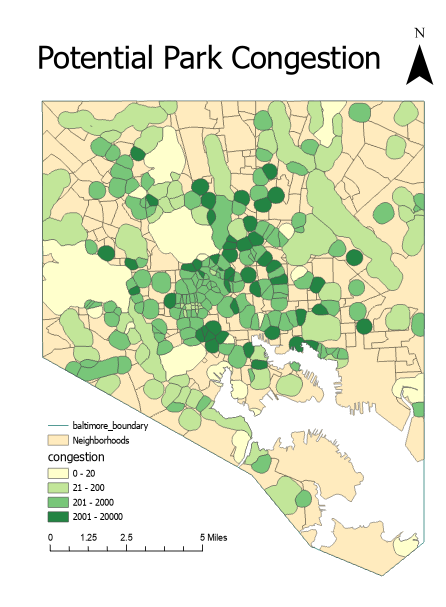 N
Potential Park Congestion
baltimore_boundary
Neighborhoods
congestion
0 - 20
21 - 200
201 - 2000
2001 - 20000
0 1.25 2.5 5 Miles